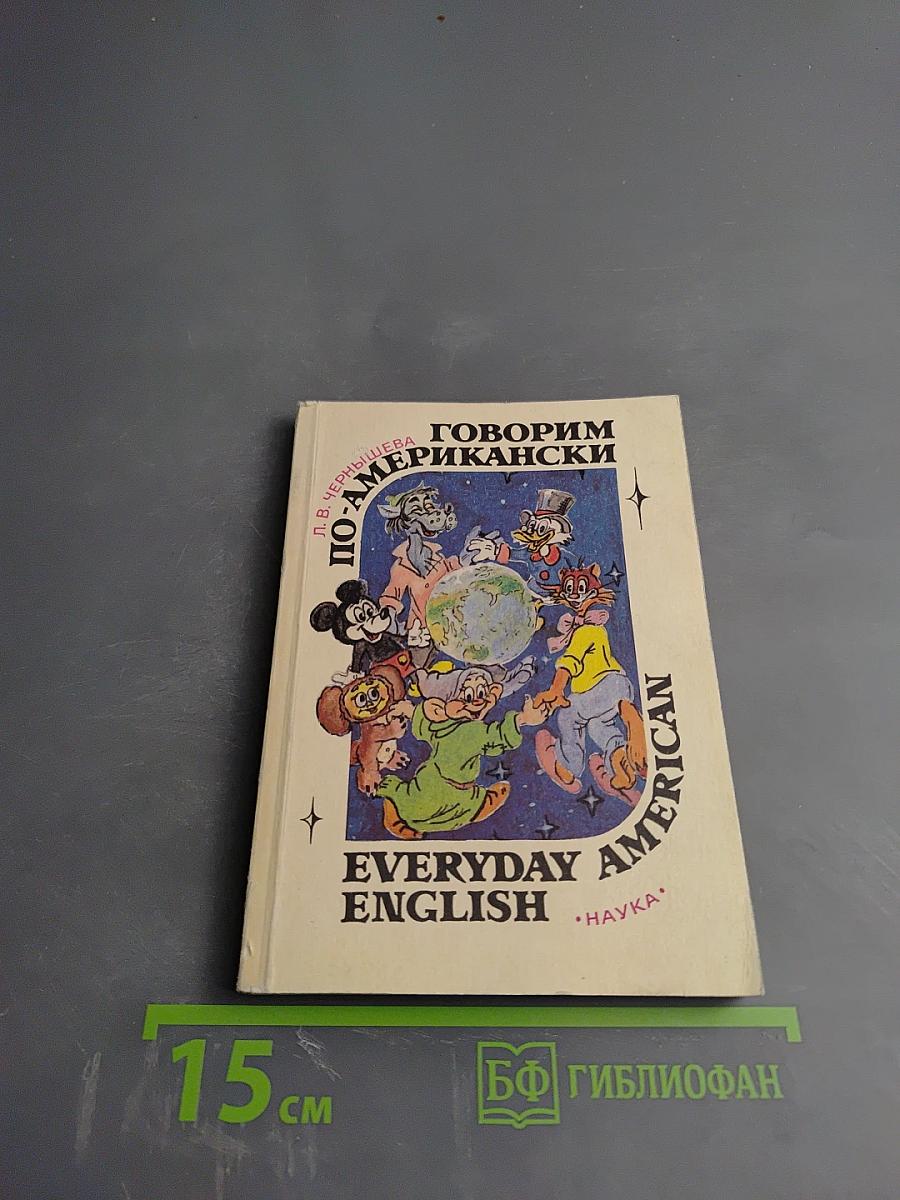 Л. В. ЧЕРНЫШЕВА
ГОВОРИМ
ПО-АМЕРИКАНСКИ
EVERYDAY AMERICAN
ENGLISH
•НАУКА•
15 см
БФ ГИБЛИОФАН